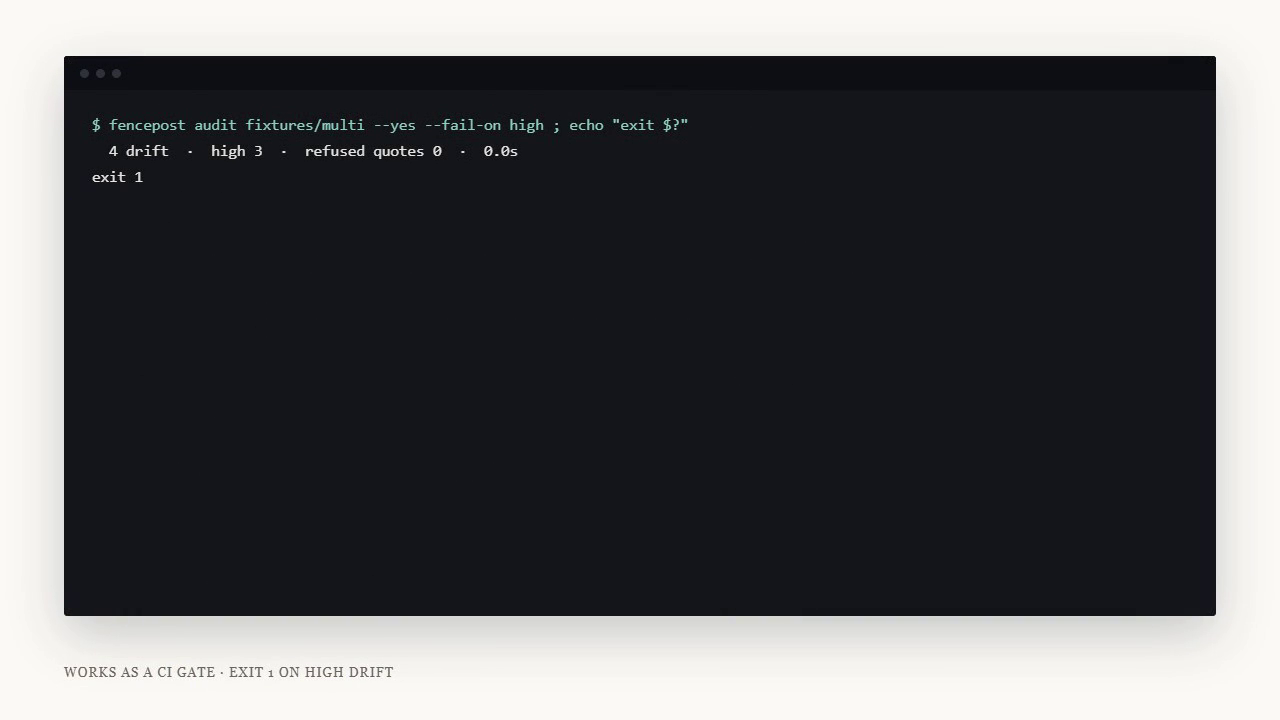 $ fencepost audit fixtures/multi --yes --fail-on high ; echo "exit $?"
4 drift · high 3 · refused quotes 0 · 0.0s
exit 1
WORKS AS A CI GATE · EXIT 1 ON HIGH DRIFT